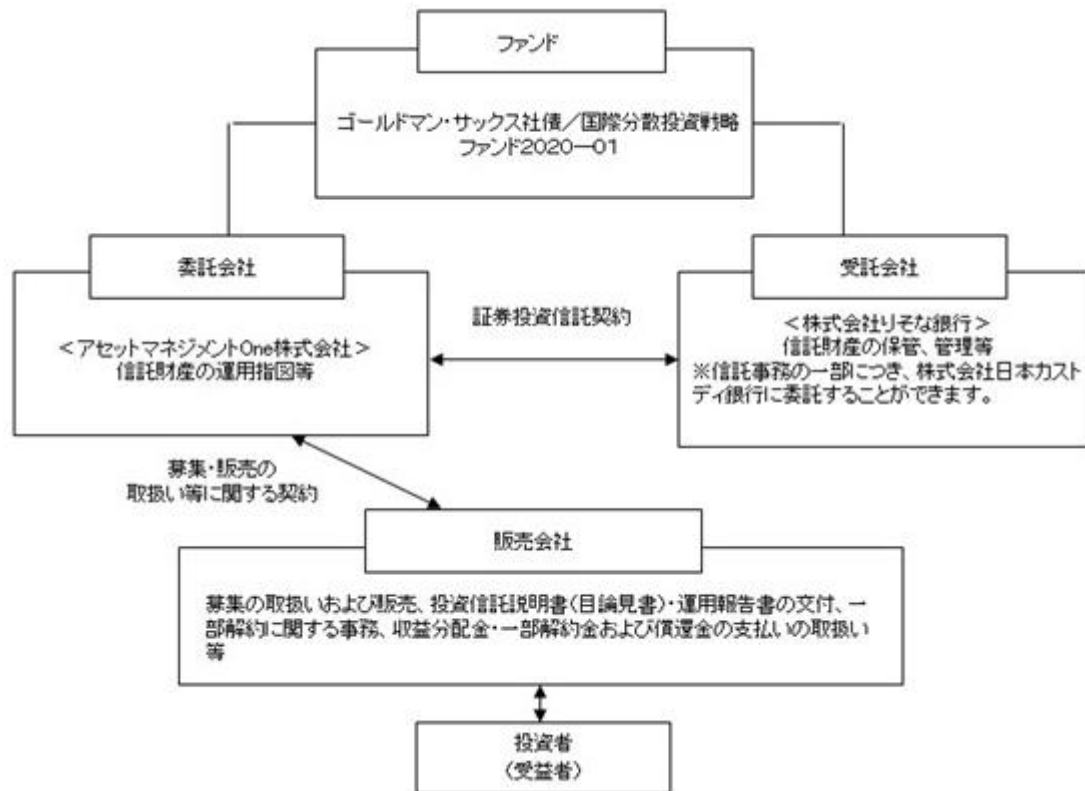 ファンド
ゴールドマン・サックス社債／国際分散投資戦略
ファンド2020－01
委託会社
＜アセットマネジメントOne株式会社＞
信託財産の運用指図等
証券投資信託契約
受託会社
＜株式会社りそな銀行＞
信託財産の保管、管理等
※信託事務の一部につき、株式会社日本カスト
ディ銀行に委託することができます。
募集・販売の
取扱い等に関する契約
販売会社
募集の取扱いおよび販売、投資信託説明書（目論見書）・運用報告書の交付、一
部解約に関する事務、収益分配金・一部解約金および償還金の支払いの取扱い
等
投資者
（受益者）